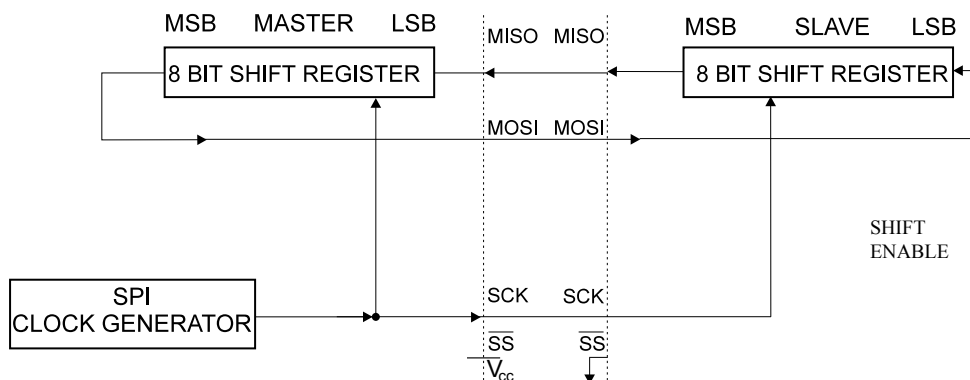 MSB MASTER LSB
8 BIT SHIFT REGISTER
MISO MISO
MSB SLAVE LSB
8 BIT SHIFT REGISTER
MOSI MOSI
SHIFT
ENABLE
SPI
CLOCK GENERATOR
SCK SCK
SS SS
Vcc